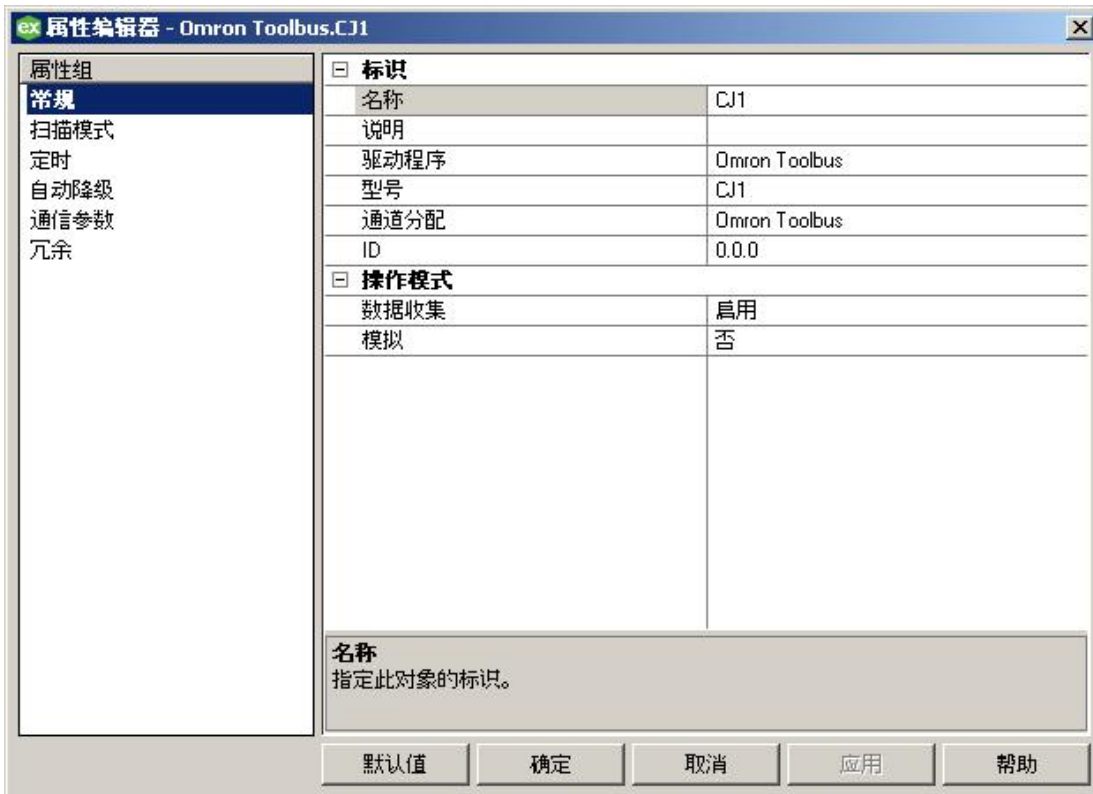 ex 属性编辑器 - Omron Toolbus.CJ1
属性组
常规
扫描模式
定时
自动降级
通信参数
冗余
标识
名称 CJ1
说明
驱动程序 Omron Toolbus
型号 CJ1
通道分配 Omron Toolbus
ID 0.0.0
操作模式
数据收集 启用
模拟 否
名称
指定此对象的标识。
默认值 确定 取消 应用 帮助